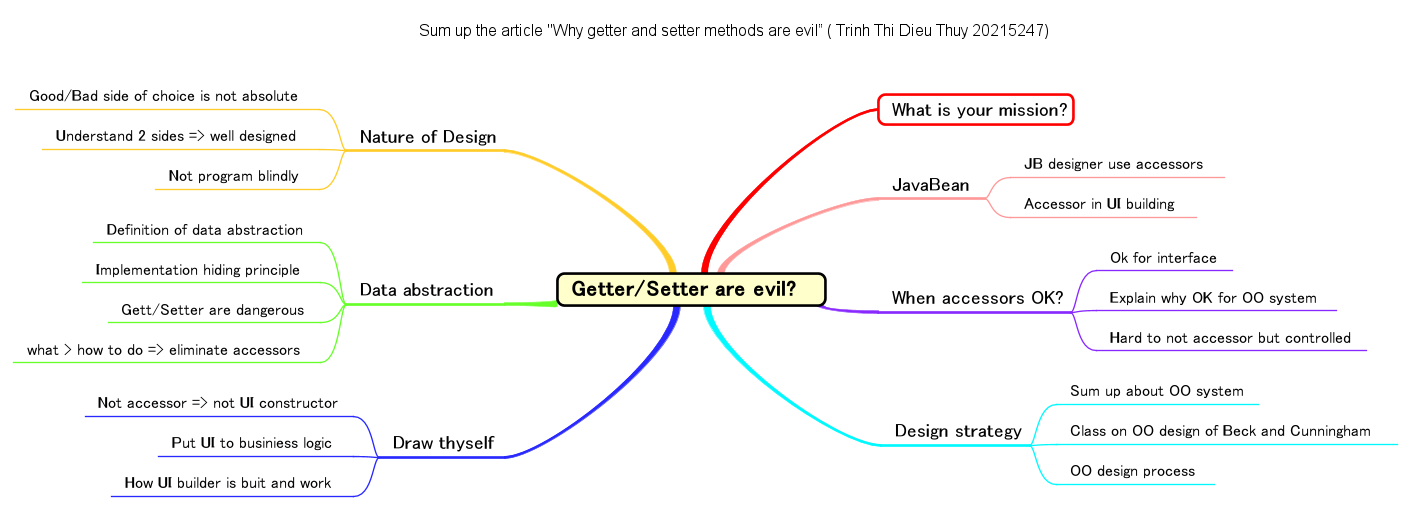 Sum up the article "Why getter and setter methods are evil" ( Trinh Thi Dieu Thuy 20215247)
Getter/Setter are evil?
Nature of Design
Good/Bad side of choice is not absolute
Understand 2 sides => well designed
Not program blindly
Data abstraction
Definition of data abstraction
Implementation hiding principle
Gett/Setter are dangerous
what > how to do => eliminate accessors
Draw thyself
Not accessor => not UI constructor
Put UI to businiess logic
How UI builder is buit and work
What is your mission?
JavaBean
JB designer use accessors
Accessor in UI building
When accessors OK?
Ok for interface
Explain why OK for OO system
Hard to not accessor but controlled
Design strategy
Sum up about OO system
Class on OO design of Beck and Cunningham
OO design process